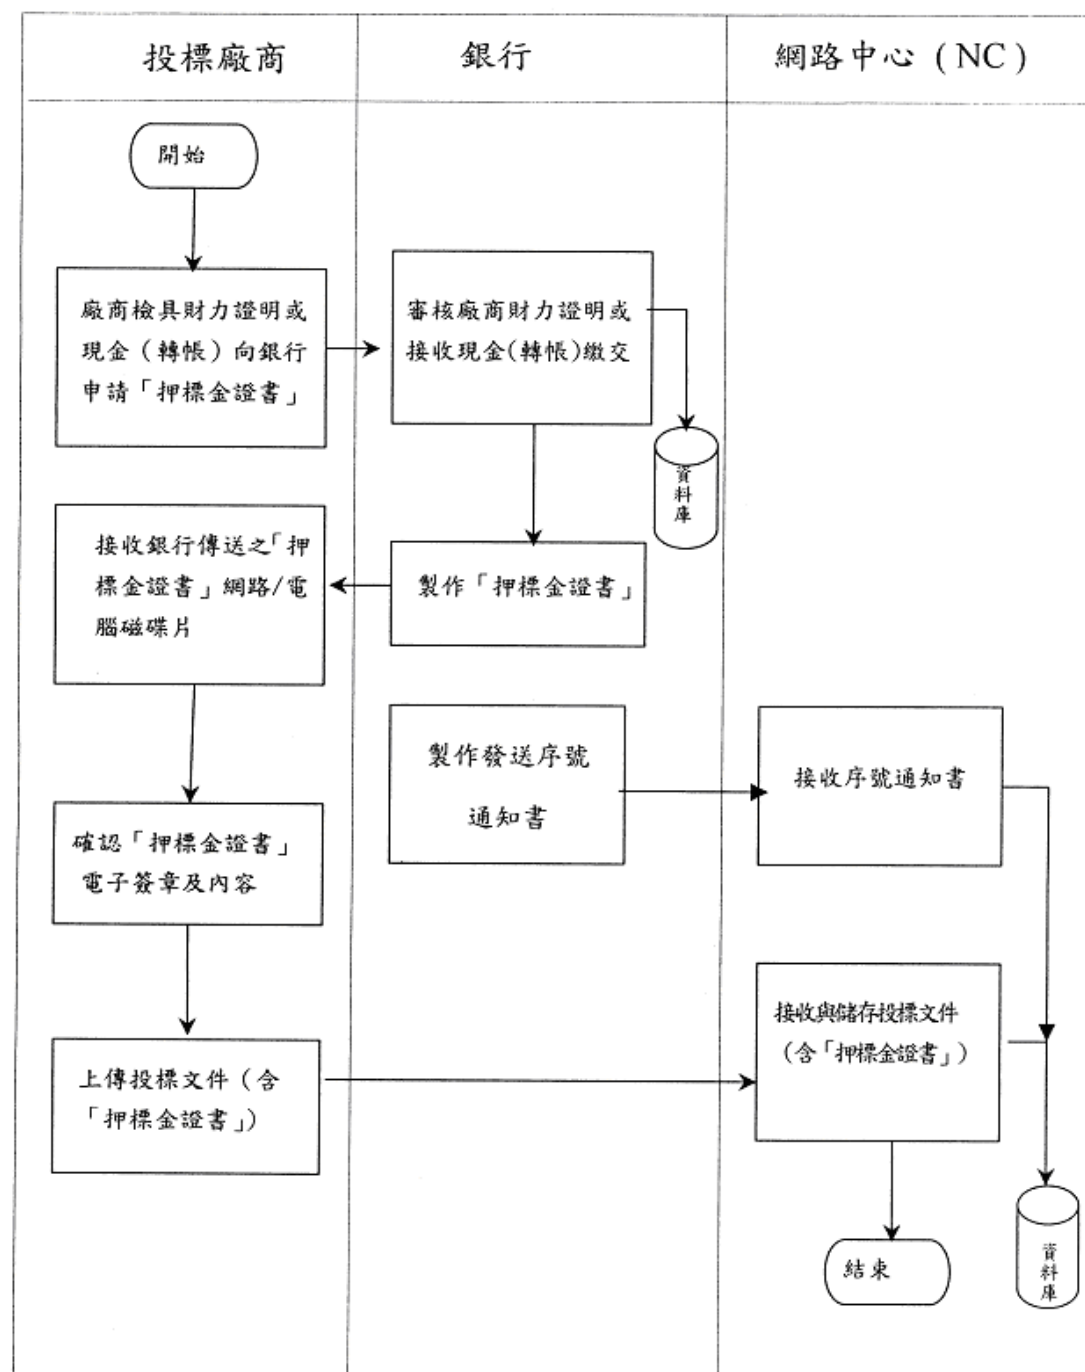 投標廠商
銀行
網路中心 ( NC )
開始
廠商檢具財力證明或
現金（轉帳）向銀行
申請「押標金證書」
審核廠商財力證明或
接收現金(轉帳)繳交
資
料
庫
接收銀行傳送之「押
標金證書」網路/電
腦磁碟片
製作「押標金證書」
製作發送序號
通知書
接收序號通知書
確認「押標金證書」
電子簽章及內容
接收與儲存投標文件
（含「押標金證書」）
上傳投標文件（含
「押標金證書」）
結束
資
料
庫